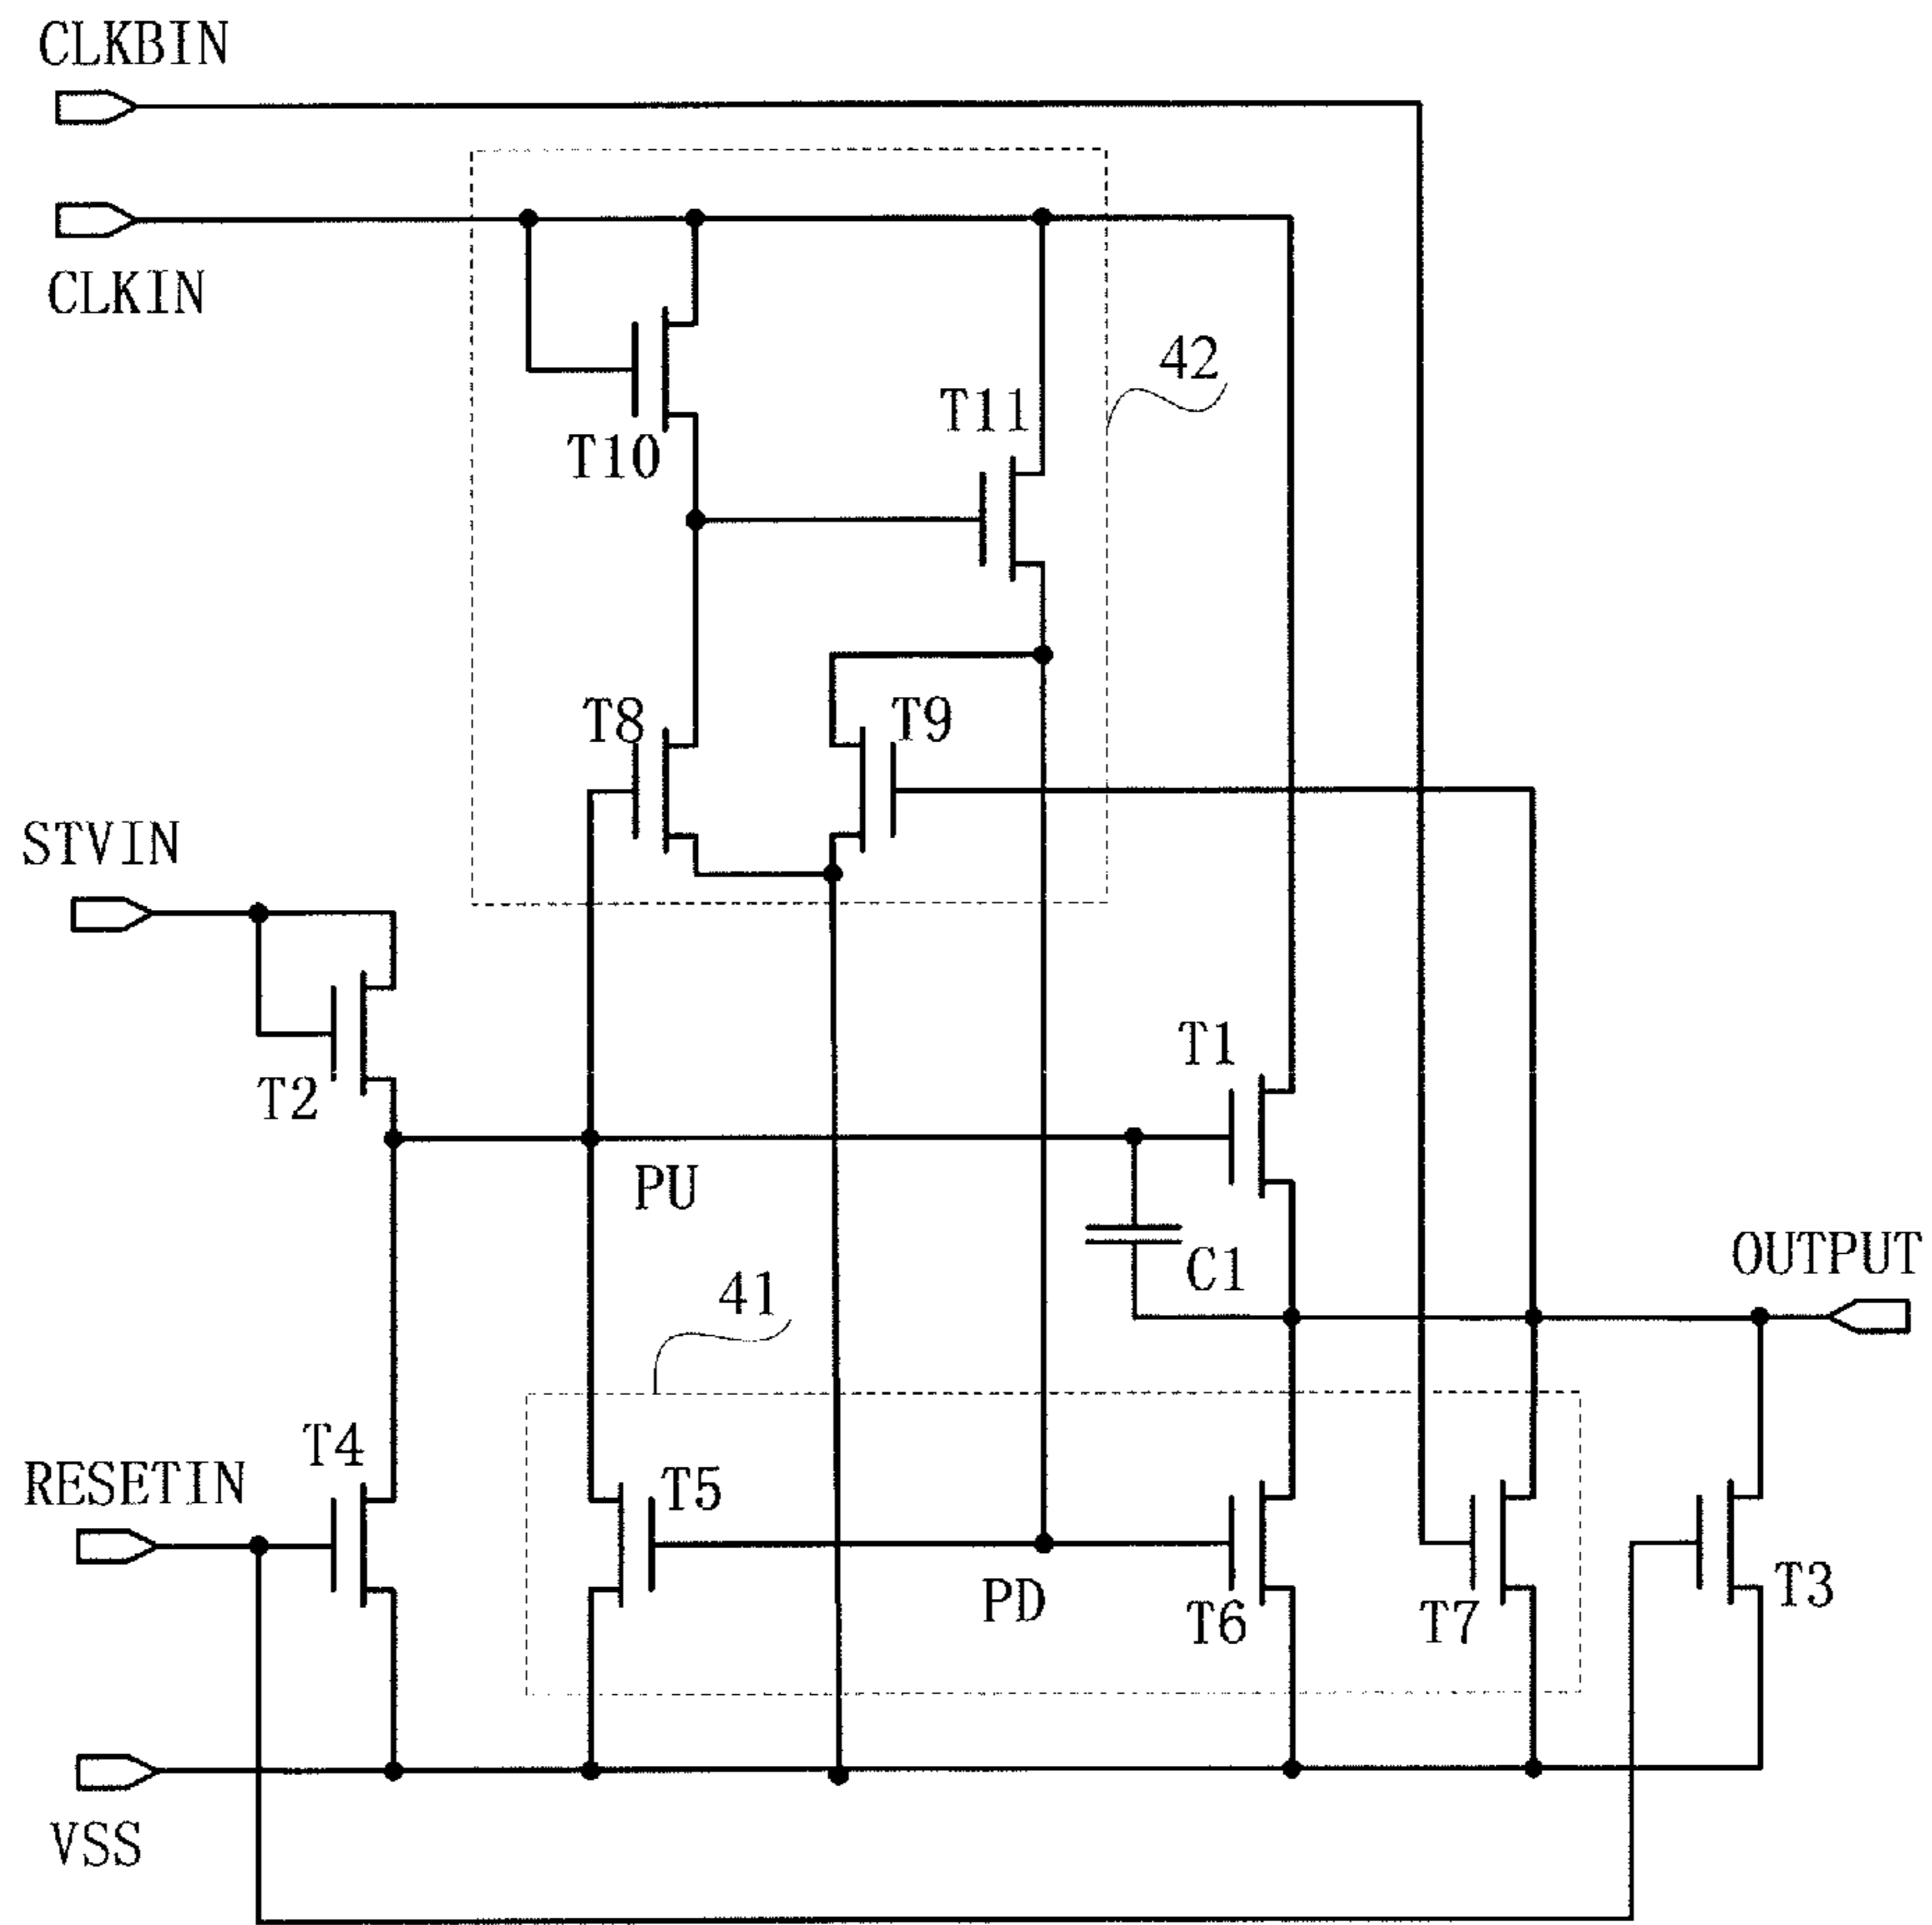 CLKBIN
CLKIN
42
T11
T10
T8
T9
STVIN
T2
T1
PU
C1
OUTPUT
41
T4
RESETIN
T5
PD
T6
T7
T3
VSS